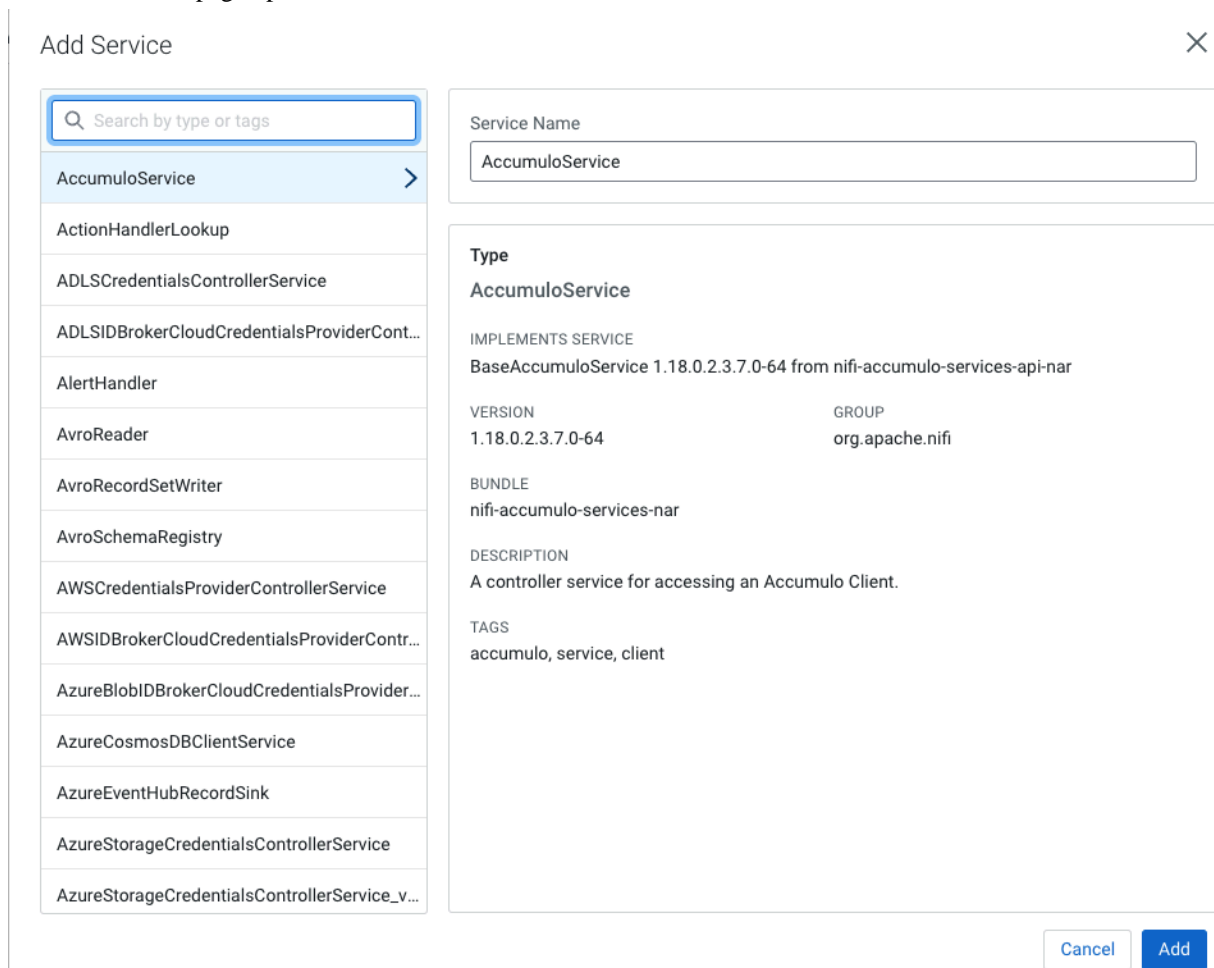 Add Service
Search by type or tags
AccumuloService
ActionHandlerLookup
ADLSCredentialsControllerService
ADLSIDBrokerCloudCredentialsProviderCont...
AlertHandler
AvroReader
AvroRecordSetWriter
AvroSchemaRegistry
AWSCredentialsProviderControllerService
AWSIDBrokerCloudCredentialsProviderContr...
AzureBlobIDBrokerCloudCredentialsProvider...
AzureCosmosDBClientService
AzureEventHubRecordSink
AzureStorageCredentialsControllerService
AzureStorageCredentialsControllerService_v...
Service Name
AccumuloService
Type
AccumuloService
IMPLEMENTS SERVICE
BaseAccumuloService 1.18.0.2.3.7.0-64 from nifi-accumulo-services-api-nar
VERSION GROUP
1.18.0.2.3.7.0-64 org.apache.nifi
BUNDLE
nifi-accumulo-services-nar
DESCRIPTION
A controller service for accessing an Accumulo Client.
TAGS
accumulo, service, client
Cancel Add